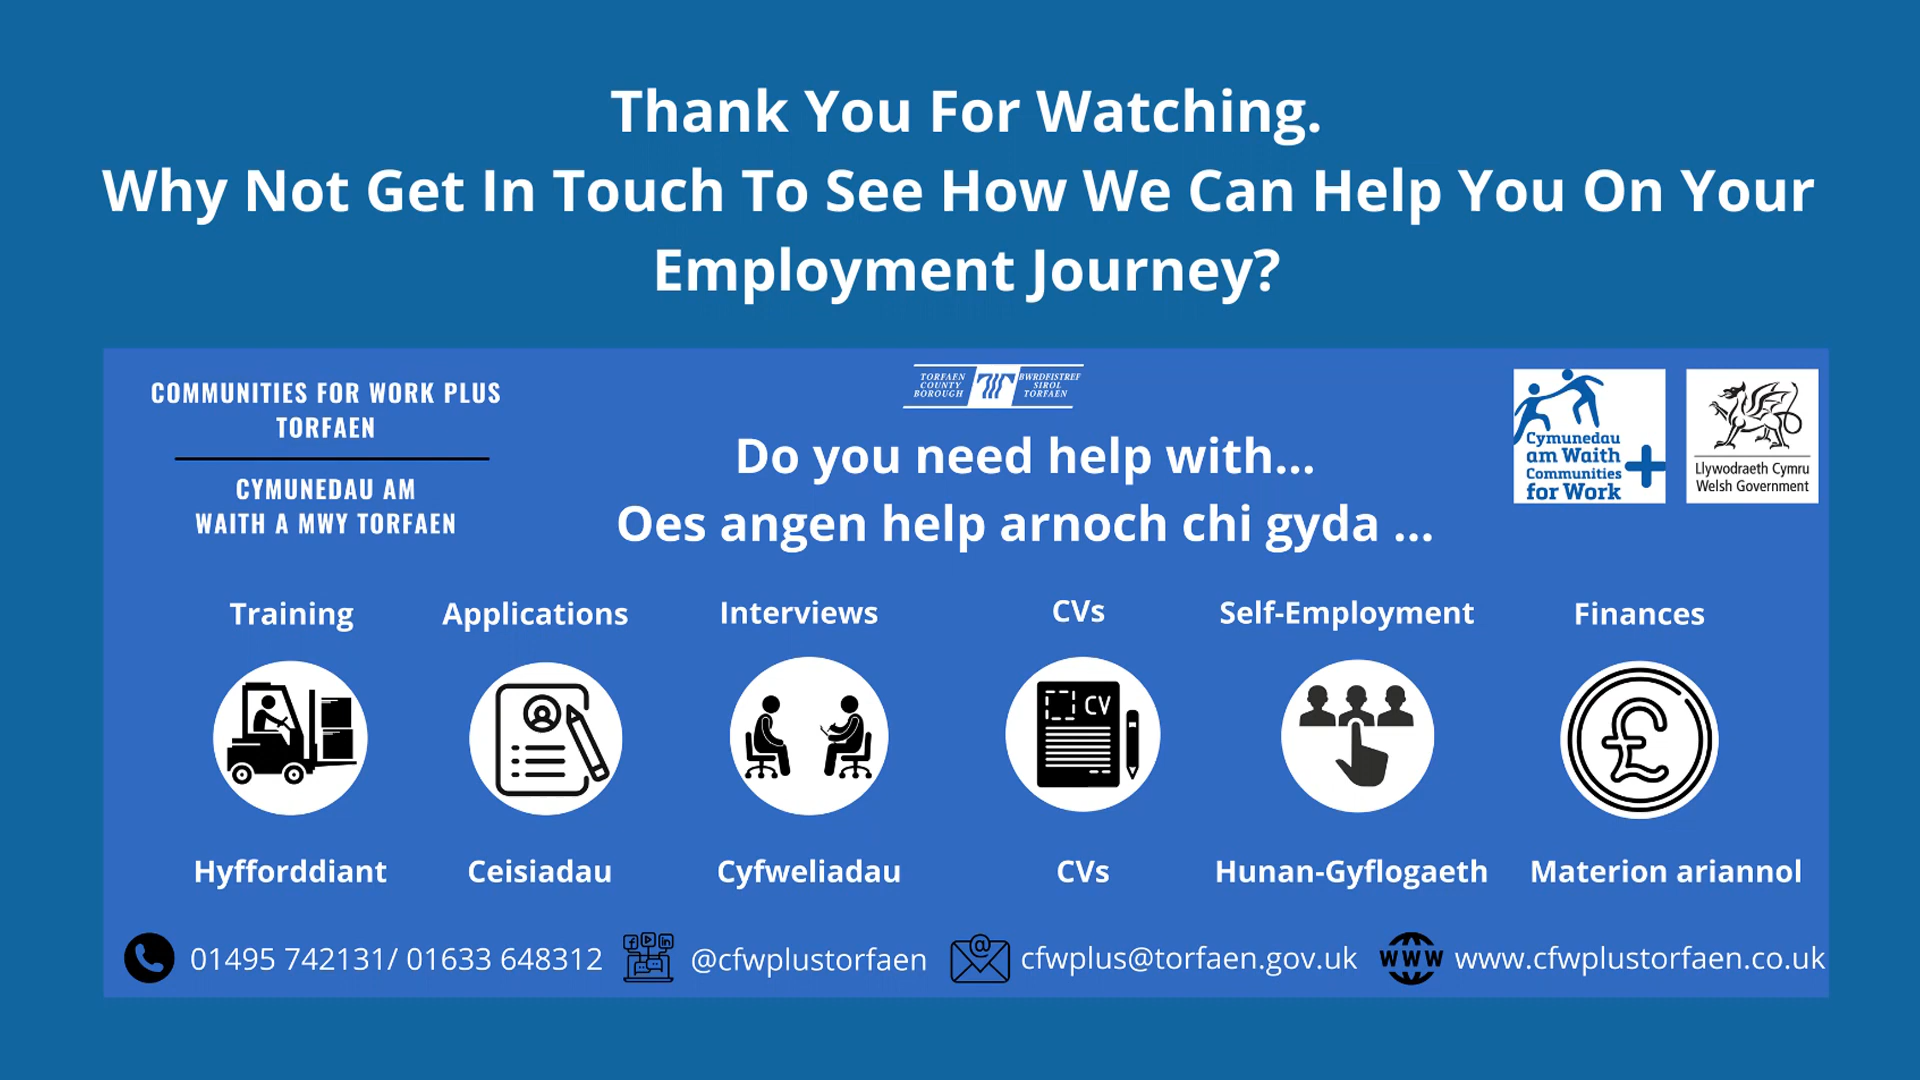 Thank You For Watching.
Why Not Get In Touch To See How We Can Help You On Your
Employment Journey?
COMMUNITIES FOR WORK PLUS
TORFAEN
CYMUNEDAU AM
WAITH A MWY TORFAEN
TORFAEN
COUNTY
BOROUGH
BWRDFISTREF
SIROL
TORFAEN
Do you need help with...
Oes angen help arnoch chi gyda ...
Cymunedau
am Waith
Communities
for Work
+
Llywodraeth Cymru
Welsh Government
Training
Applications
Interviews
CVs
Self-Employment
Finances
CV
£
Hyfforddiant
Ceisiadau
Cyfweliadau
CVs
Hunan-Gyflogaeth
Materion ariannol
01495 742131/ 01633 648312
@cfwplustorfaen
cfwplus@torfaen.gov.uk
WWW
www.cfwplustorfaen.co.uk